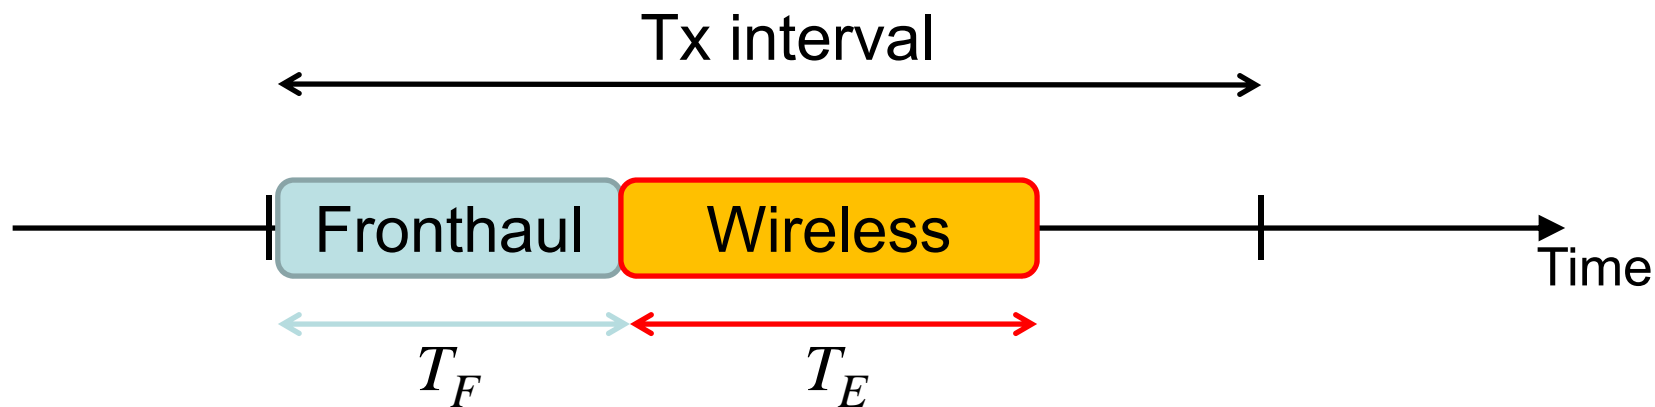 Tx interval
Fronthaul
Wireless
Time
T_F
T_E